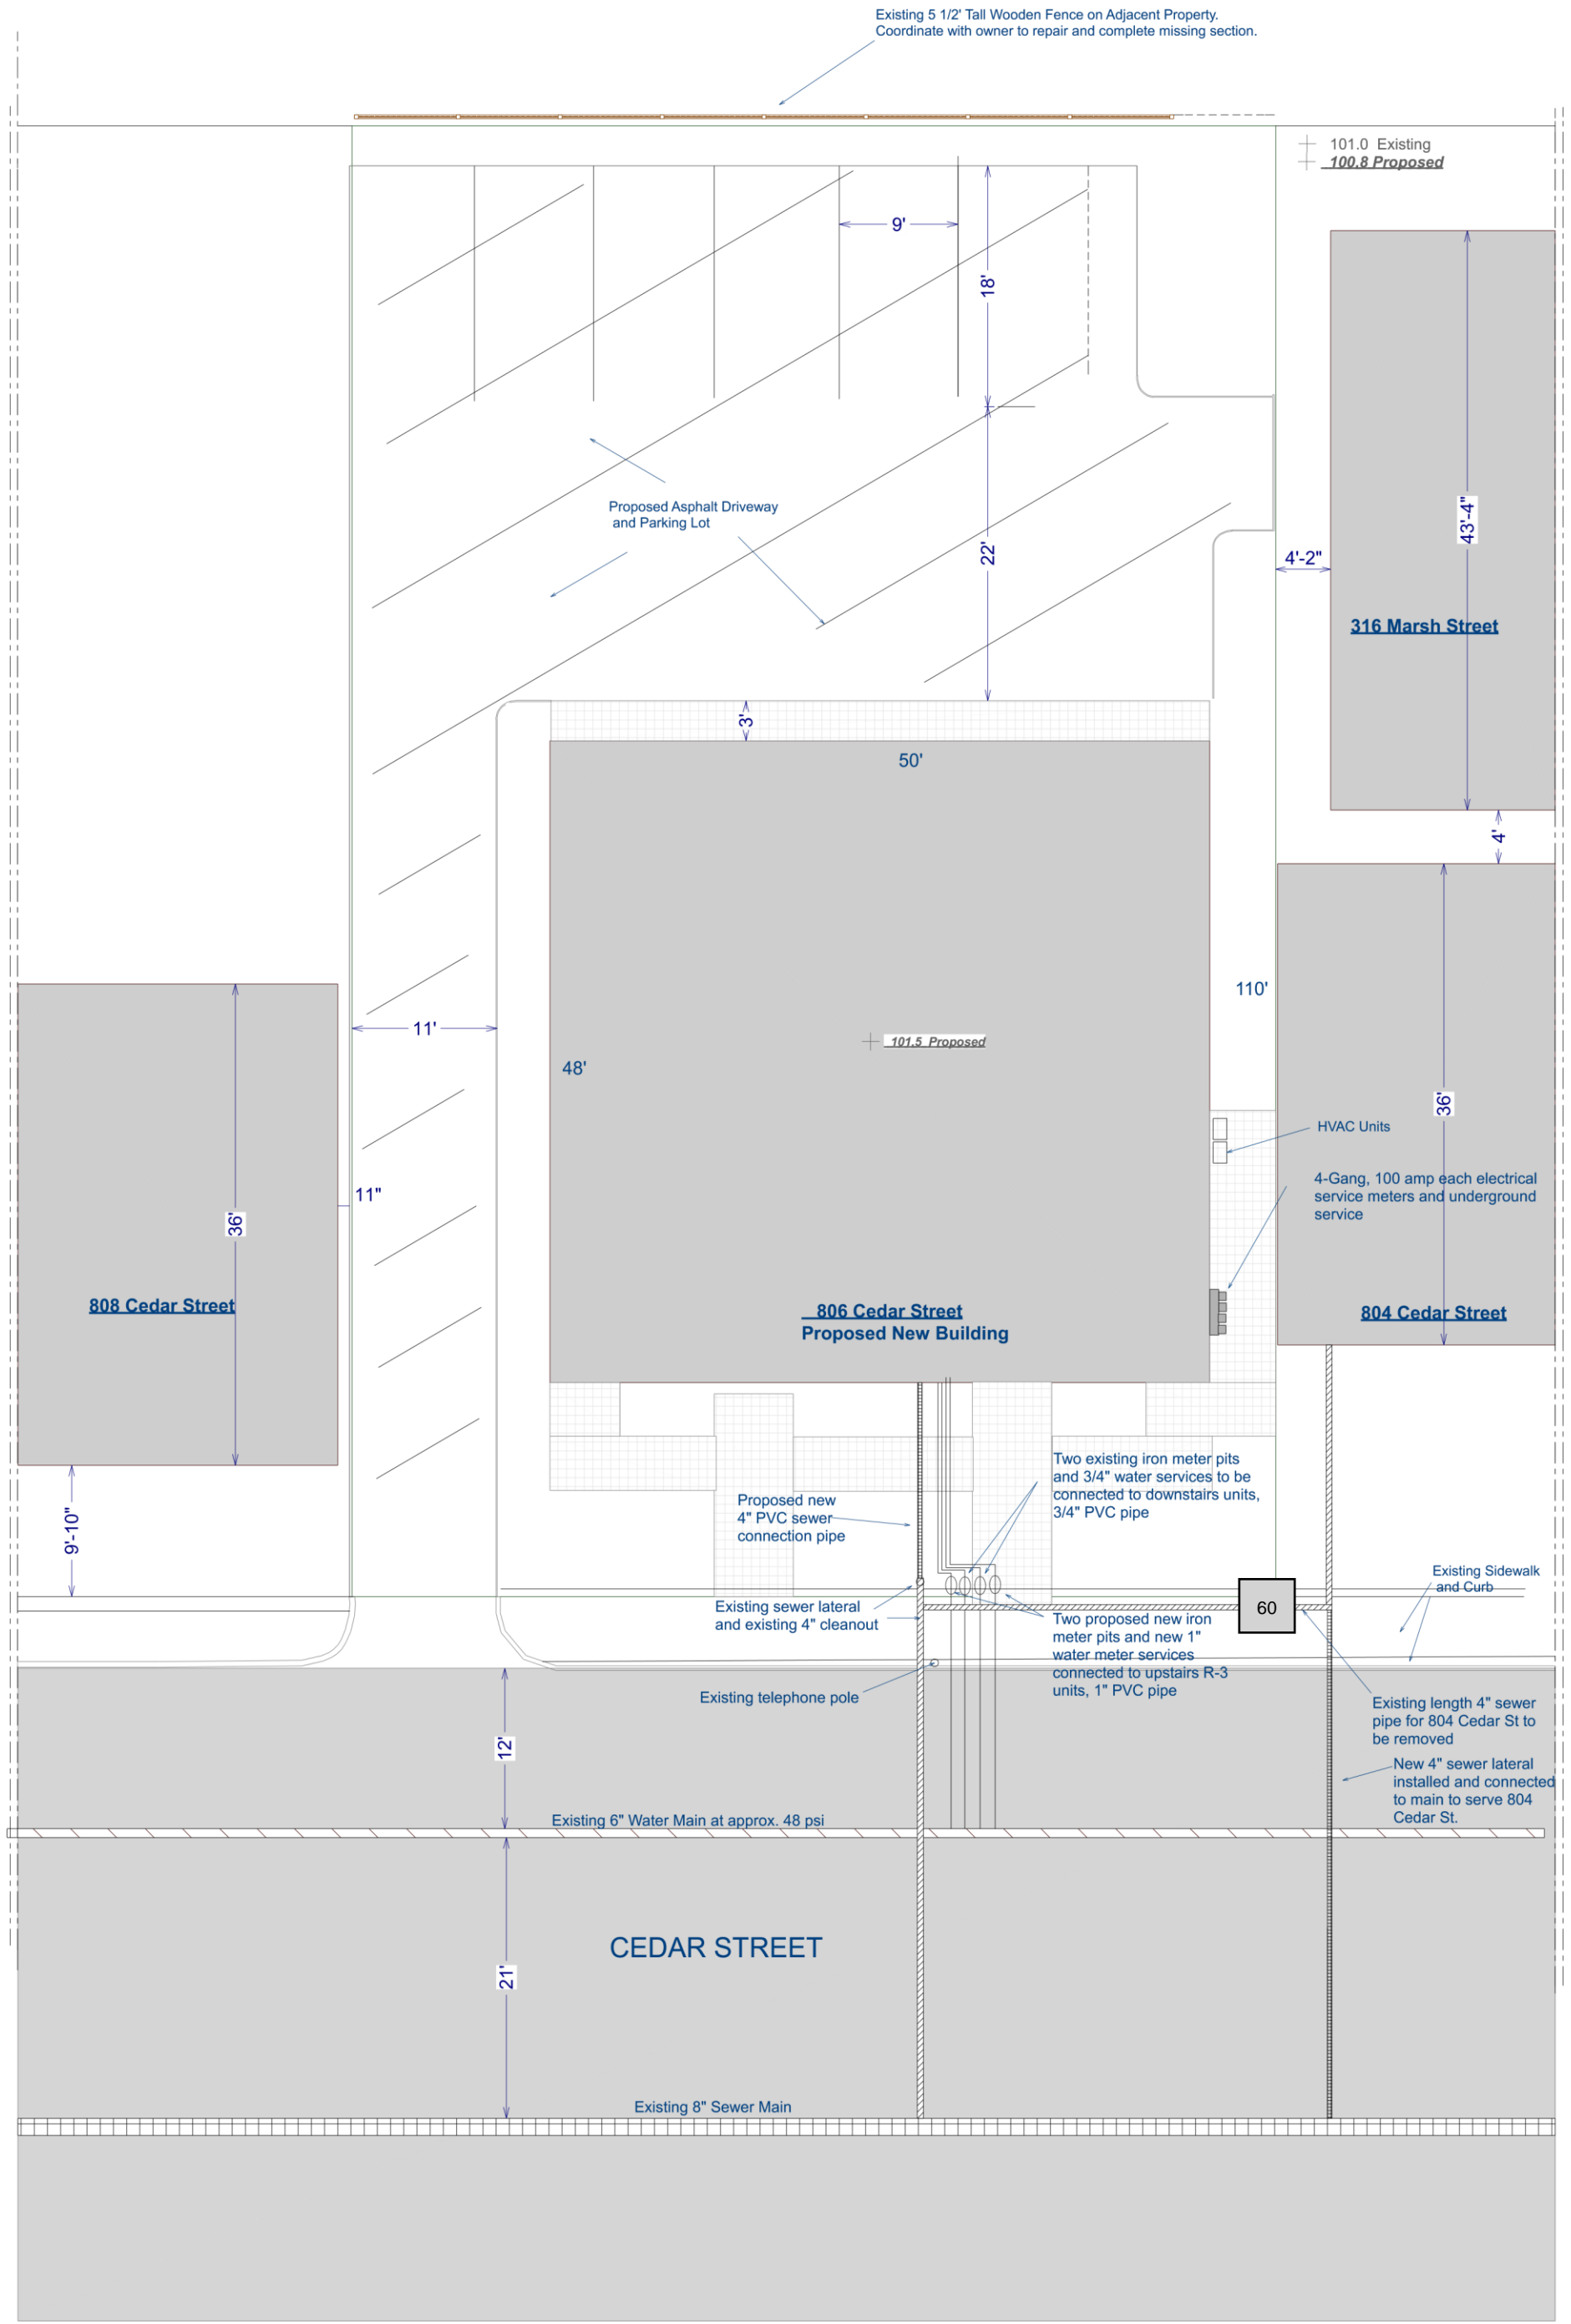 Existing 5 1/2' Tall Wooden Fence on Adjacent Property.
Coordinate with owner to repair and complete missing section.
101.0 Existing
100.8 Proposed
9'
18'
Proposed Asphalt Driveway
and Parking Lot
22'
4'-2"
43'-4"
316 Marsh Street
3'
50'
4'
110'
11'
101.5 Proposed
48'
36'
HVAC Units
4-Gang, 100 amp each electrical
service meters and underground
service
11"
36'
808 Cedar Street
806 Cedar Street
Proposed New Building
804 Cedar Street
9'-10"
Two existing iron meter pits
and 3/4" water services to be
connected to downstairs units,
3/4" PVC pipe
Proposed new
4" PVC sewer
connection pipe
Existing Sidewalk
and Curb
60
Existing sewer lateral
and existing 4" cleanout
Two proposed new iron
meter pits and new 1"
water meter services
connected to upstairs R-3
units, 1" PVC pipe
Existing telephone pole
Existing length 4" sewer
pipe for 804 Cedar St to
be removed
12'
New 4" sewer lateral
installed and connected
to main to serve 804
Cedar St.
Existing 6" Water Main at approx. 48 psi
CEDAR STREET
21'
Existing 8" Sewer Main